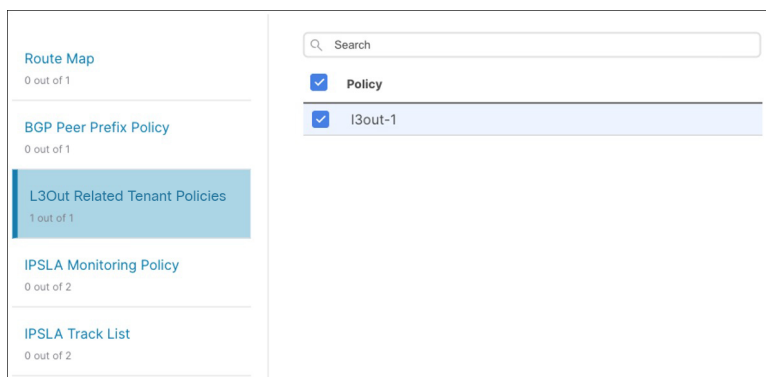 Route Map
0 out of 1
BGP Peer Prefix Policy
0 out of 1
L3Out Related Tenant Policies
1 out of 1
IPSLA Monitoring Policy
0 out of 2
IPSLA Track List
0 out of 2
Search
Policy
l3out-1